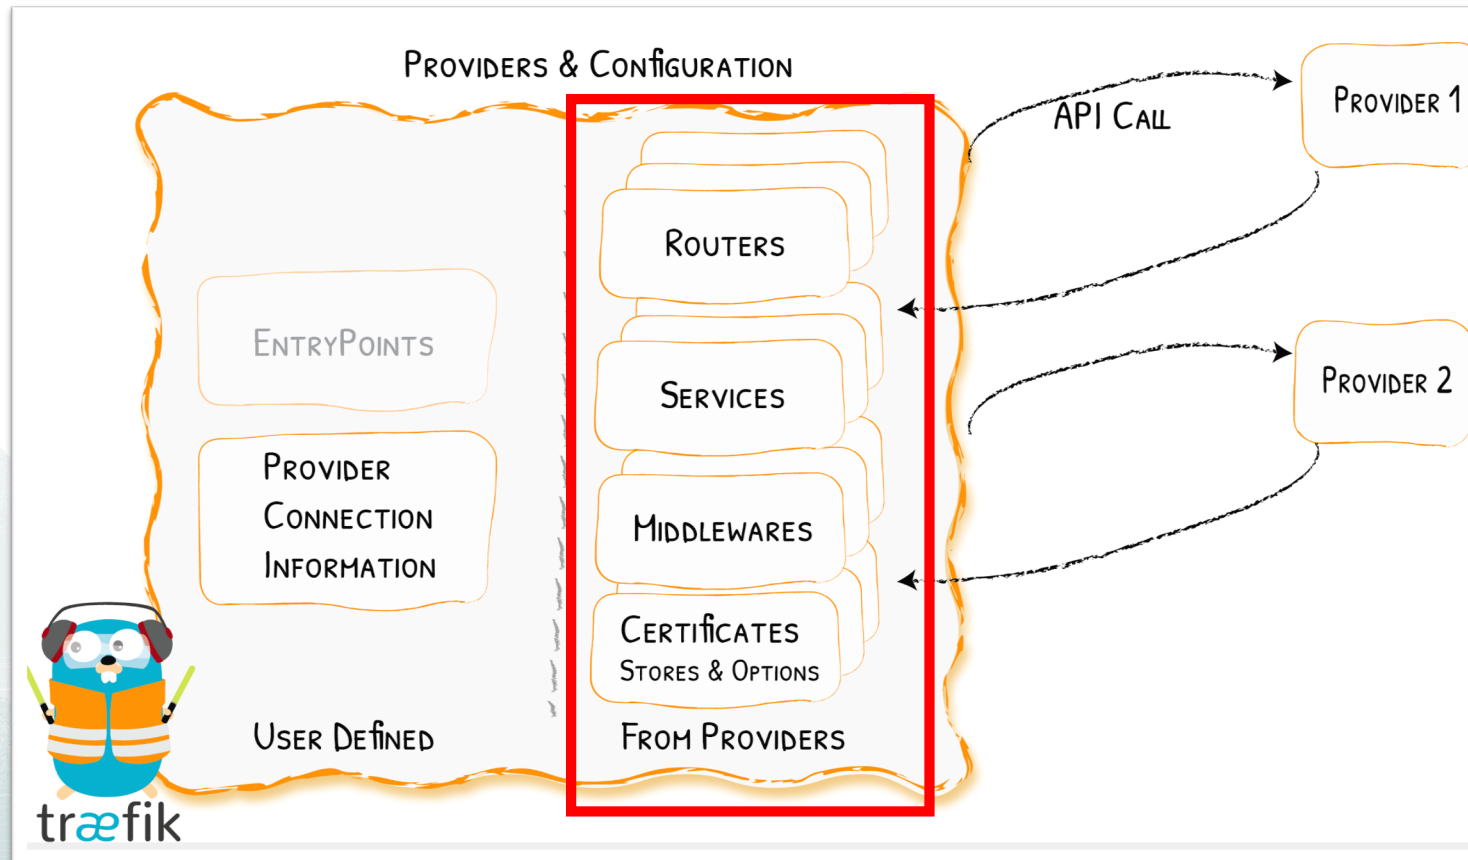 Providers & Configuration
API Call
Provider 1
Routers
EntryPoints
Services
Provider 2
Provider
Connection
Information
Middlewares
Certificates
Stores & Options
User Defined
From Providers
træfik